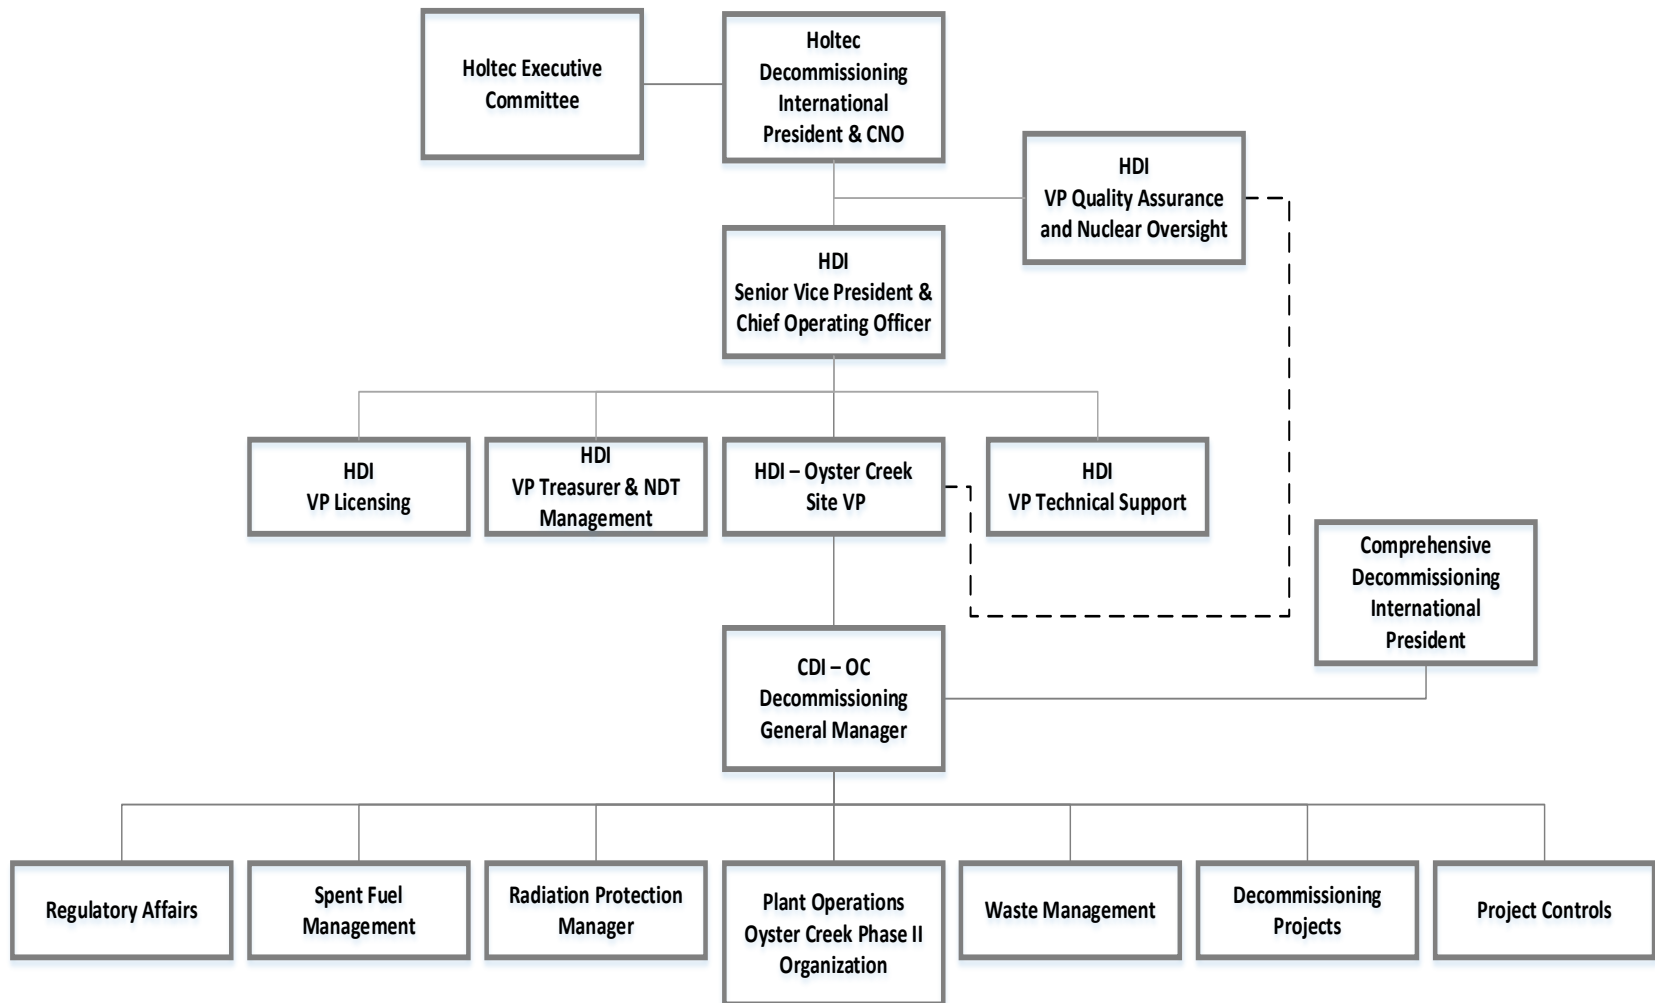 Holtec Executive
Committee
Holtec
Decommissioning
International
President & CNO
HDI
VP Quality Assurance
and Nuclear Oversight
HDI
Senior Vice President &
Chief Operating Officer
HDI
VP Licensing
HDI
VP Treasurer & NDT
Management
HDI – Oyster Creek
Site VP
HDI
VP Technical Support
Comprehensive
Decommissioning
International
President
CDI – OC
Decommissioning
General Manager
Regulatory Affairs
Spent Fuel
Management
Radiation Protection
Manager
Plant Operations
Oyster Creek Phase II
Organization
Waste Management
Decommissioning
Projects
Project Controls